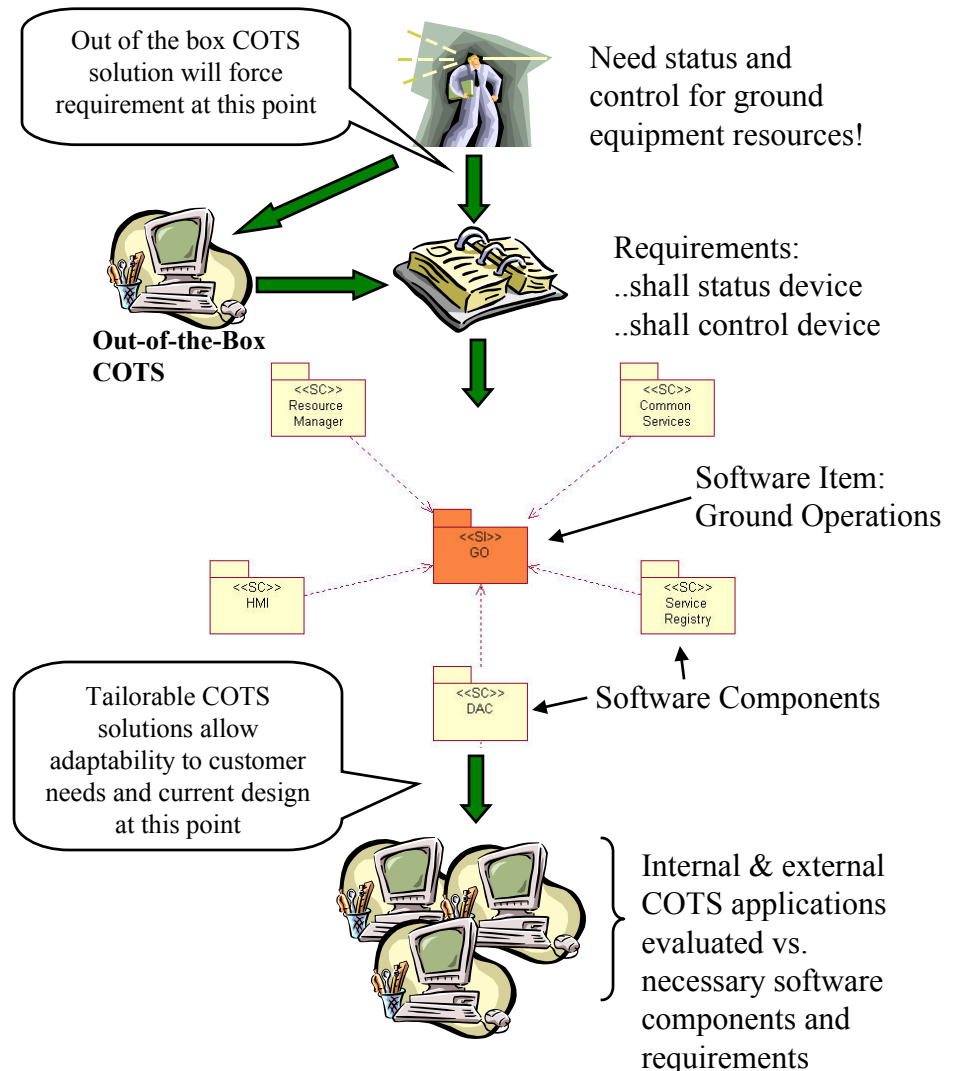 Out of the box COTS
solution will force
requirement at this point
Need status and
control for ground
equipment resources!
Requirements:
..shall status device
..shall control device
Out-of-the-Box
COTS
<<SC>>
Resource
Manager
<<SC>>
Common
Services
Software Item:
Ground Operations
<<SI>>
GO
<<SC>>
HMI
<<SC>>
Service
Registry
<<SC>>
DAC
Software Components
Tailorable COTS
solutions allow
adaptability to customer
needs and current design
at this point
Internal & external
COTS applications
evaluated vs.
necessary software
components and
requirements